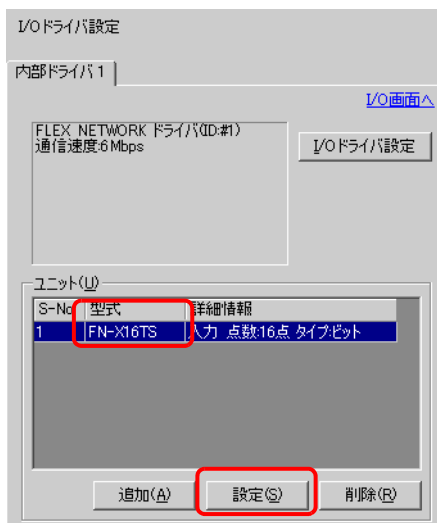 I/Oドライバ設定
内部ドライバ1
I/O画面へ
FLEX NETWORK ドライバ(ID:#1)
通信速度:6Mbps
I/Oドライバ設定
ユニット(U)
S-No 型式 詳細情報
1 FN-X16TS 入力 点数:16点 タイプ:ビット
追加(A) 設定(S) 削除(R)